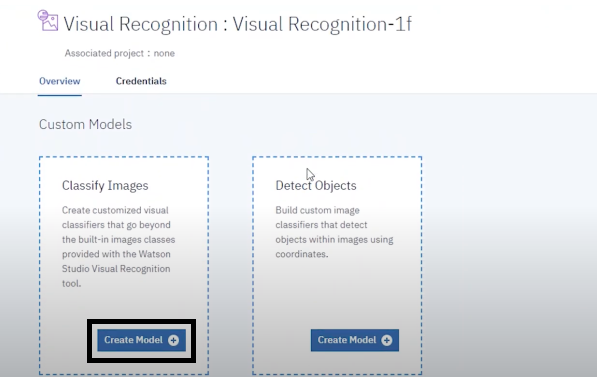 Visual Recognition : Visual Recognition-1f
Associated project : none
Overview
Credentials
Custom Models
Classify Images
Create customized visual
classifiers that go beyond
the built-in images classes
provided with the Watson
Studio Visual Recognition
tool.
Create Model
Detect Objects
Build custom image
classifiers that detect
objects within images using
coordinates.
Create Model